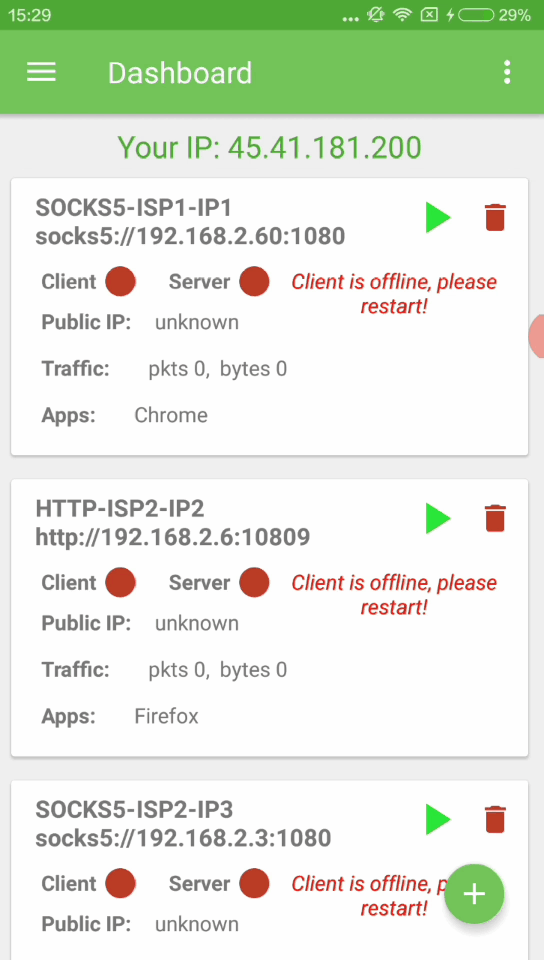 15:29 ... 29%
Dashboard
Your IP: 45.41.181.200
SOCKS5-ISP1-IP1
socks5://192.168.2.60:1080
Client Server Client is offline, please
restart!
Public IP: unknown
Traffic: pkts 0, bytes 0
Apps: Chrome
HTTP-ISP2-IP2
http://192.168.2.6:10809
Client Server Client is offline, please
restart!
Public IP: unknown
Traffic: pkts 0, bytes 0
Apps: Firefox
SOCKS5-ISP2-IP3
socks5://192.168.2.3:1080
Client Server Client is offline, p
restart!
Public IP: unknown